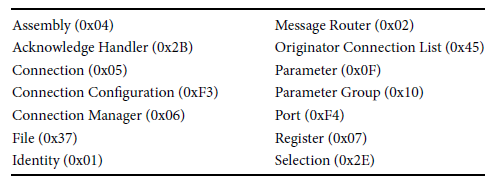 Assembly (0x04)
Acknowledge Handler (0x2B)
Connection (0x05)
Connection Configuration (0xF3)
Connection Manager (0x06)
File (0x37)
Identity (0x01)
Message Router (0x02)
Originator Connection List (0x45)
Parameter (0x0F)
Parameter Group (0x10)
Port (0xF4)
Register (0x07)
Selection (0x2E)